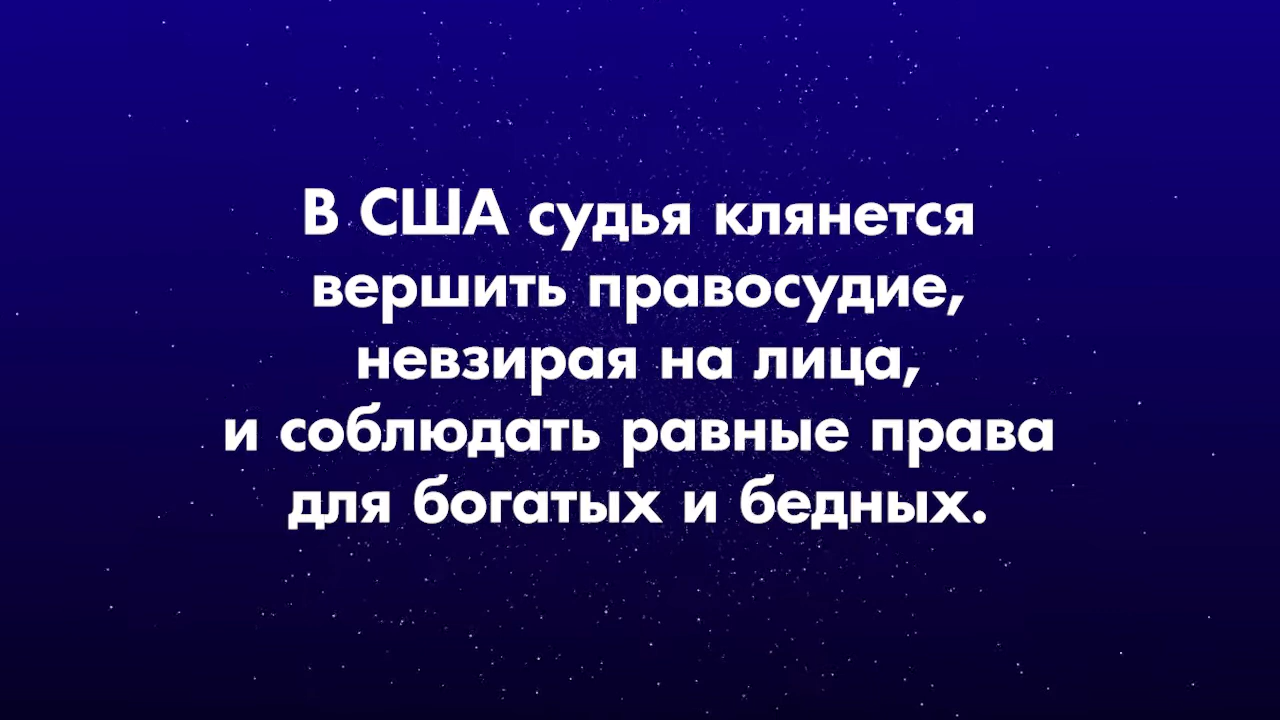 В США судья клянется
вершить правосудие,
невзирая на лица,
и соблюдать равные права
для богатых и бедных.